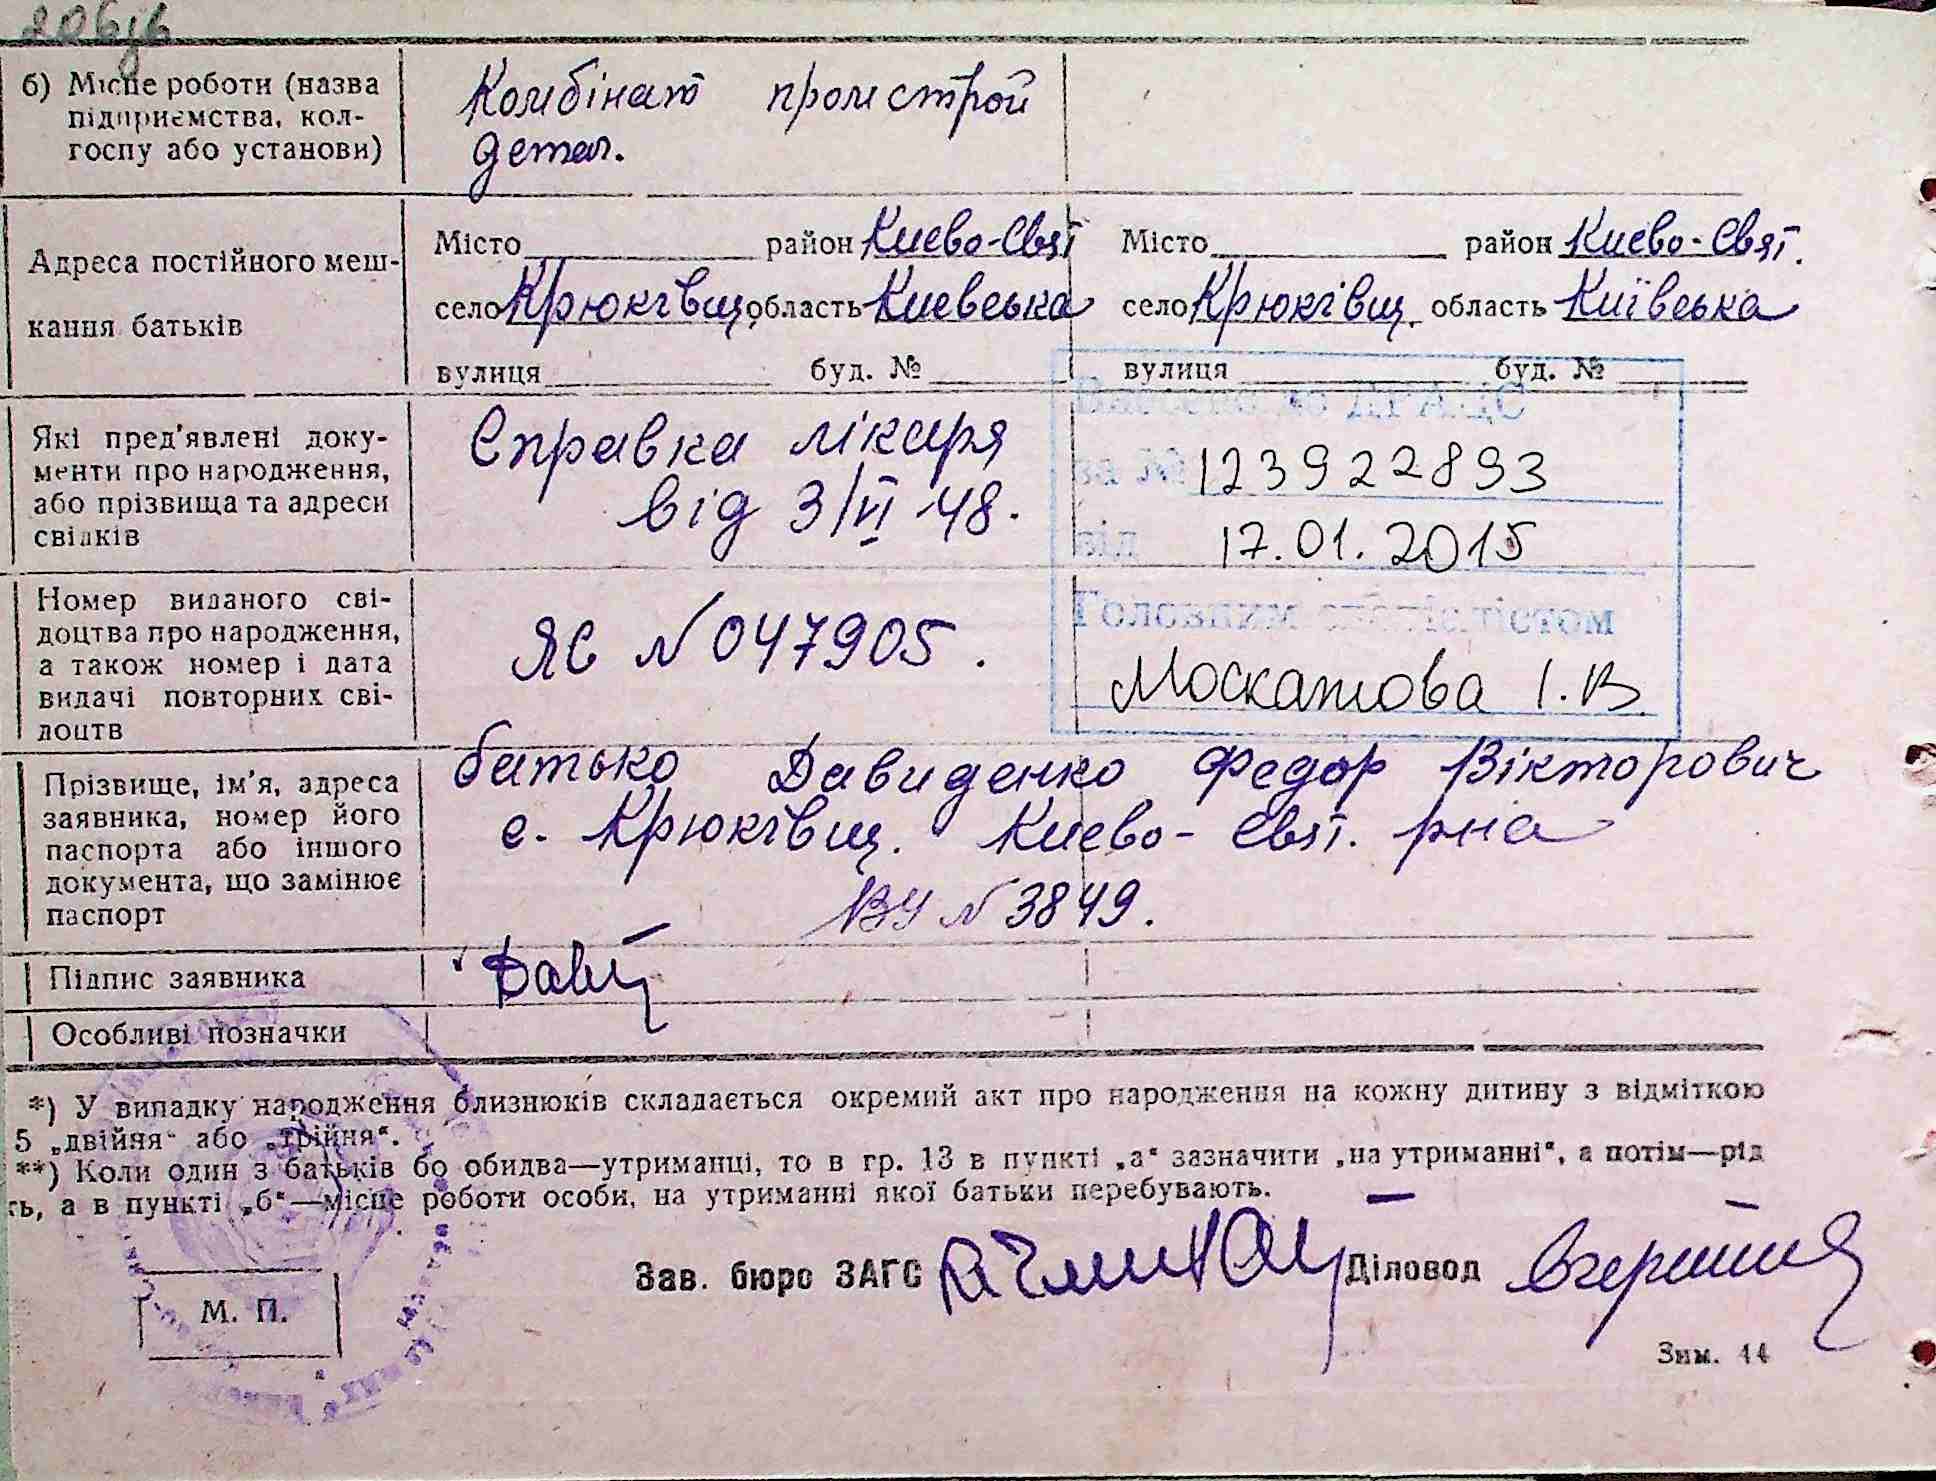 б) Місце роботи (назва
підприємства, кол-
госпу або установи)
Комбінат промстрой
детал.
Адреса постійного меш-
кання батьків
Місто район Києво-Свят
село Крюківщ. область Киевська
вулиця буд. №
Місто район Києво-Свят.
село Крюківщ. область Київська
вулиця буд. №
Які пред'явлені доку-
менти про народження,
або прізвища та адреси
свідків
Справка лікаря
від 3/VI 48.
за № 123922893
від 17.01.2015
Головним спеціалістом
Москатова І.В
Номер виданого сві-
доцтва про народження,
а також номер і дата
видачі повторних сві-
доцтв
ЯС N 047905.
Прізвище, ім'я, адреса
заявника, номер його
паспорта або іншого
документа, що замінює
паспорт
батько Давиденко Федор Вікторович
с. Крюківщ. Києво-Свят. рна
ВУ N 3849.
Підпис заявника
Особливі позначки
*) У випадку народження близнюків складається окремий акт про народження на кожну дитину з відміткою
5 „двійня“ або „трійня“.
**) Коли один з батьків бо обидва—утриманці, то в гр. 13 в пункті „а“ зазначити „на утриманні“, а потім—рід
ть, а в пункті „б“—місце роботи особи, на утриманні якої батьки перебувають.
Зав. бюро ЗАГС Діловод
М. П.
Зим. 44